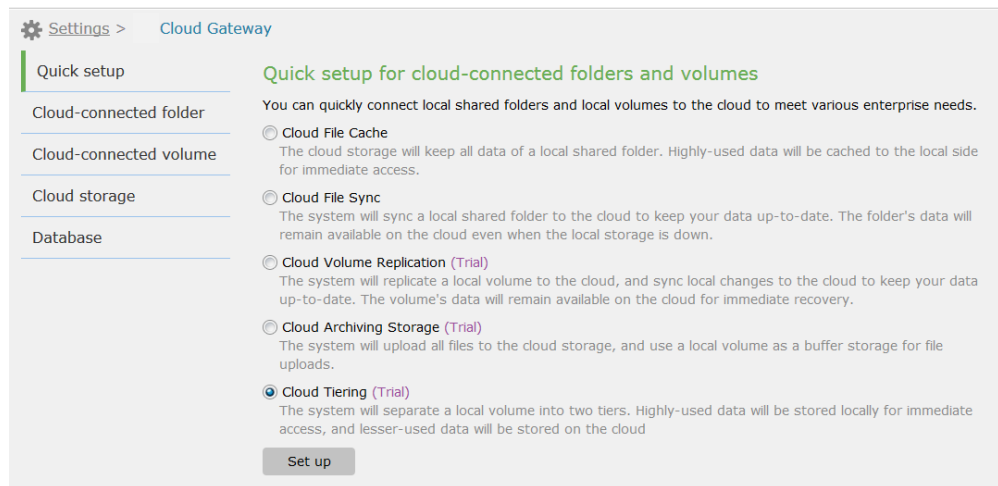 Settings > Cloud Gateway
Quick setup
Cloud-connected folder
Cloud-connected volume
Cloud storage
Database
Quick setup for cloud-connected folders and volumes
You can quickly connect local shared folders and local volumes to the cloud to meet various enterprise needs.
Cloud File Cache
The cloud storage will keep all data of a local shared folder. Highly-used data will be cached to the local side
for immediate access.
Cloud File Sync
The system will sync a local shared folder to the cloud to keep your data up-to-date. The folder's data will
remain available on the cloud even when the local storage is down.
Cloud Volume Replication (Trial)
The system will replicate a local volume to the cloud, and sync local changes to the cloud to keep your data
up-to-date. The volume's data will remain available on the cloud for immediate recovery.
Cloud Archiving Storage (Trial)
The system will upload all files to the cloud storage, and use a local volume as a buffer storage for file
uploads.
Cloud Tiering (Trial)
The system will separate a local volume into two tiers. Highly-used data will be stored locally for immediate
access, and lesser-used data will be stored on the cloud
Set up